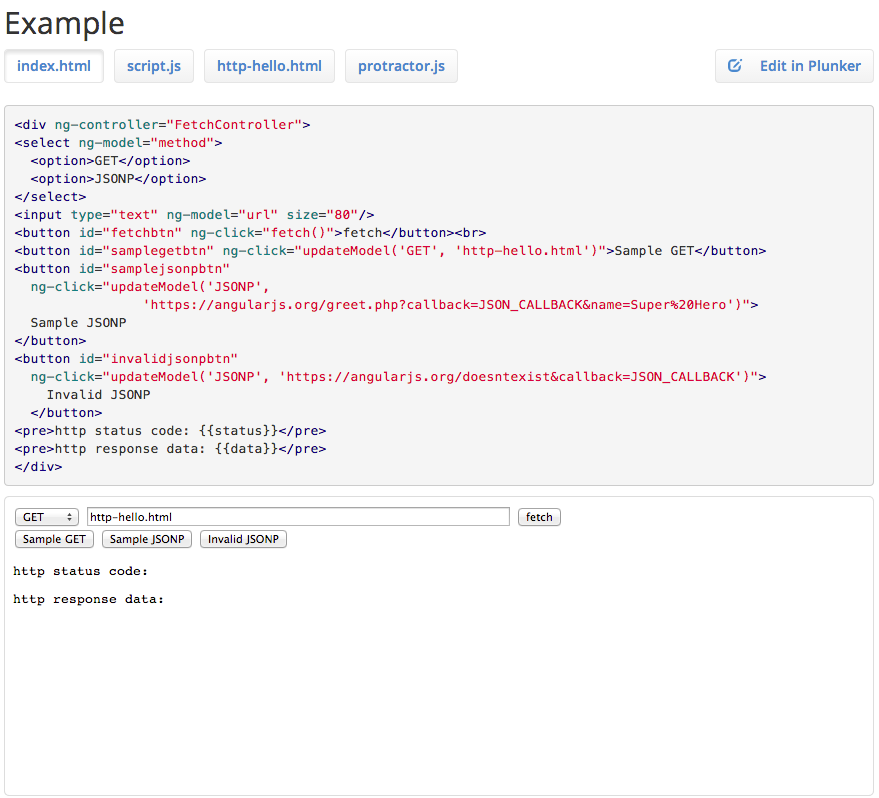 Example
index.html script.js http-hello.html protractor.js Edit in Plunker
<div ng-controller="FetchController">
<select ng-model="method">
  <option>GET</option>
  <option>JSONP</option>
</select>
<input type="text" ng-model="url" size="80"/>
<button id="fetchbtn" ng-click="fetch()">fetch</button><br>
<button id="samplegetbtn" ng-click="updateModel('GET', 'http-hello.html')">Sample GET</button>
<button id="samplejsonpbtn"
  ng-click="updateModel('JSONP',
                'https://angularjs.org/greet.php?callback=JSON_CALLBACK&name=Super%20Hero')">
  Sample JSONP
</button>
<button id="invalidjsonpbtn"
  ng-click="updateModel('JSONP', 'https://angularjs.org/doesntexist&callback=JSON_CALLBACK')">
    Invalid JSONP
  </button>
<pre>http status code: {{status}}</pre>
<pre>http response data: {{data}}</pre>
</div>
GET http-hello.html fetch
Sample GET Sample JSONP Invalid JSONP
http status code:
http response data: